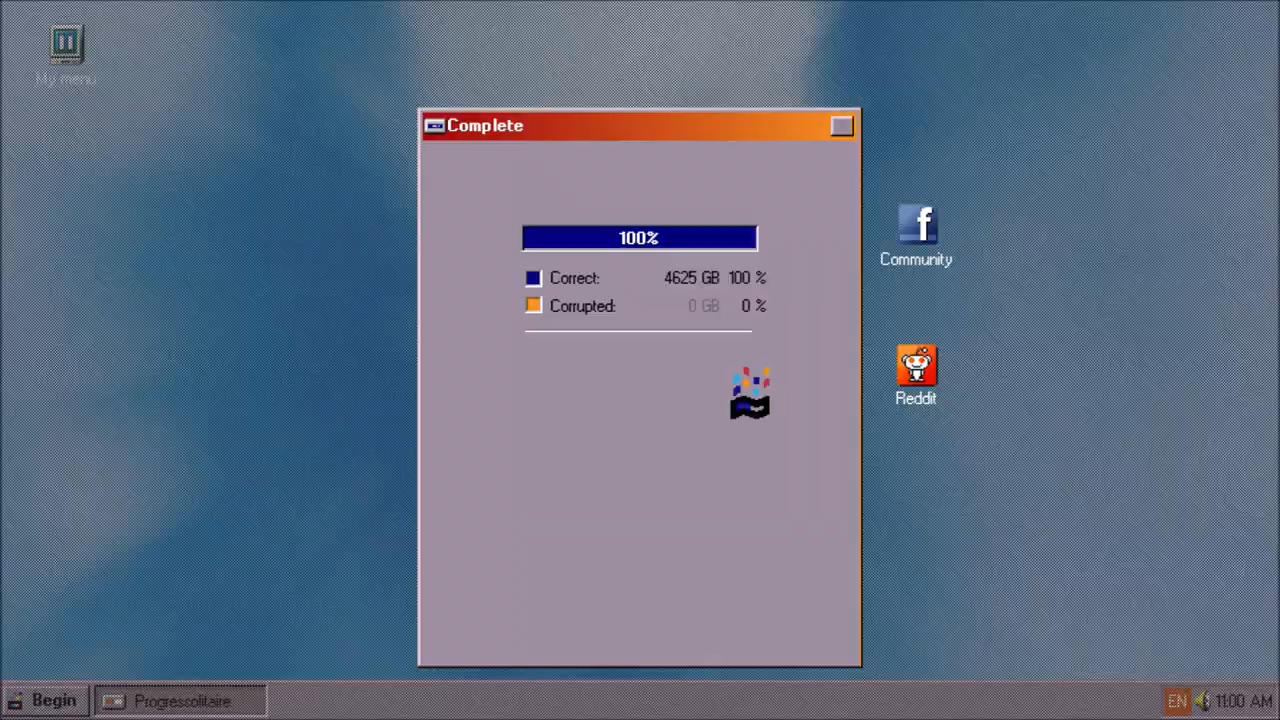 My menu
Complete
100%
Correct: 4625 GB 100 %
Corrupted: 0 GB 0 %
Community
Reddit
Begin
Progressolitaire
EN
11:00 AM